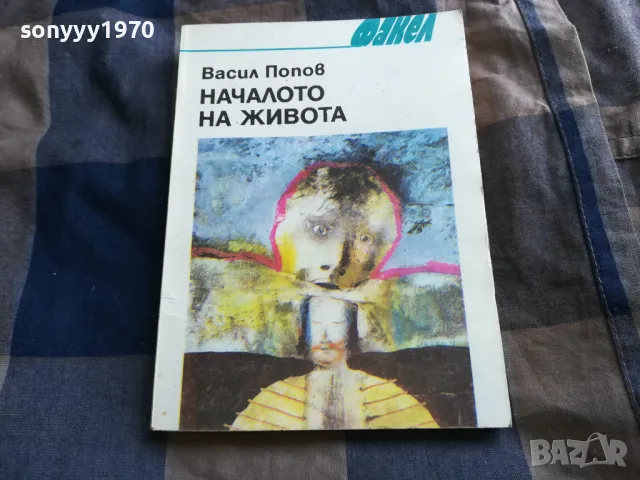 sonyyy1970
Факел
Васил Попов
НАЧАЛОТО
НА ЖИВОТА
BAZAR